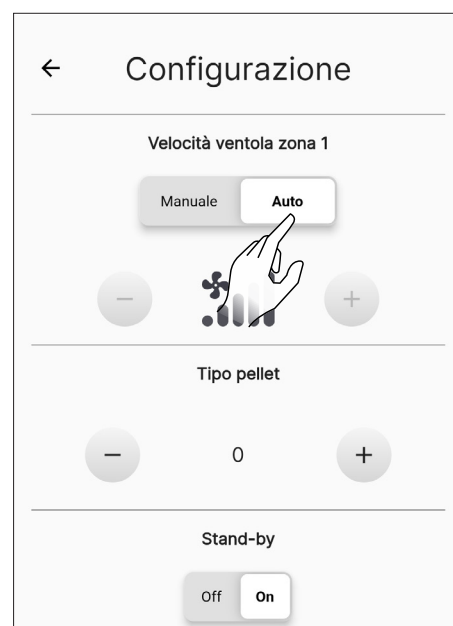 ← Configurazione
Velocità ventola zona 1
Manuale Auto
− +
Tipo pellet
− 0 +
Stand-by
Off On